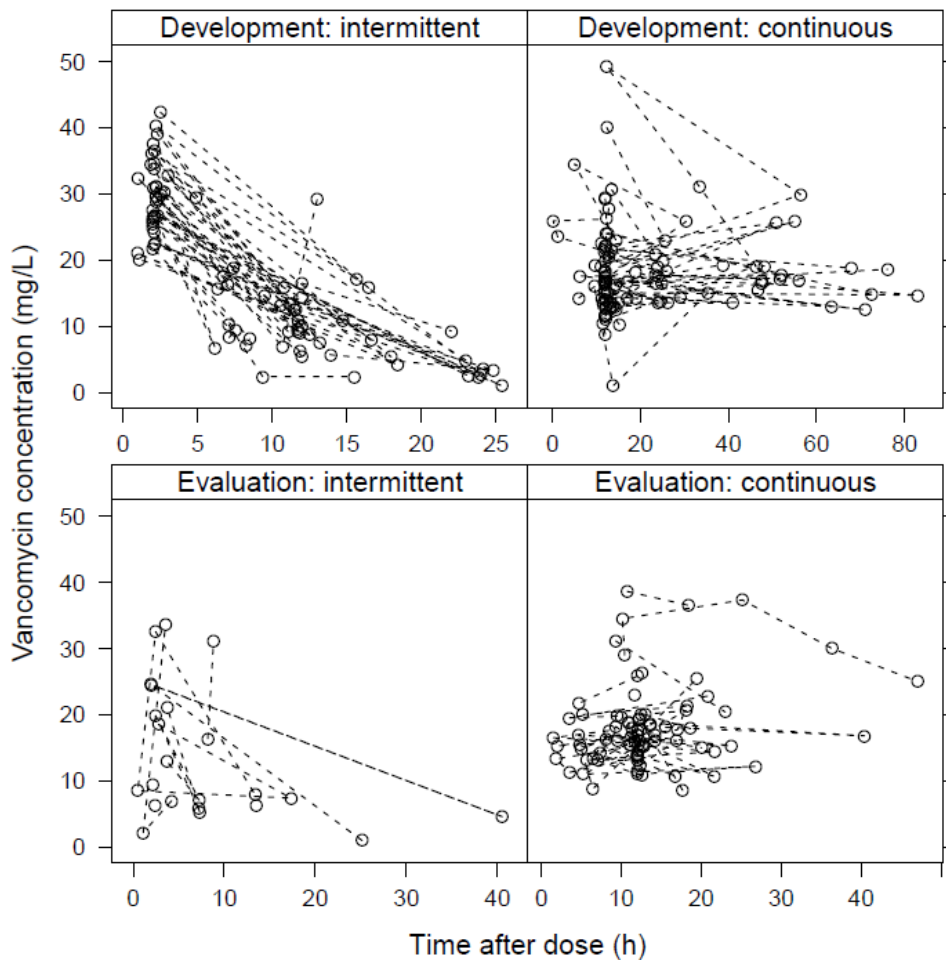 Development: intermittent
Development: continuous
50
40
30
20
10
0
0 5 10 15 20 25
0 20 40 60 80
Evaluation: intermittent
Evaluation: continuous
50
40
30
20
10
0
0 10 20 30 40
0 10 20 30 40
Vancomycin concentration (mg/L)
Time after dose (h)